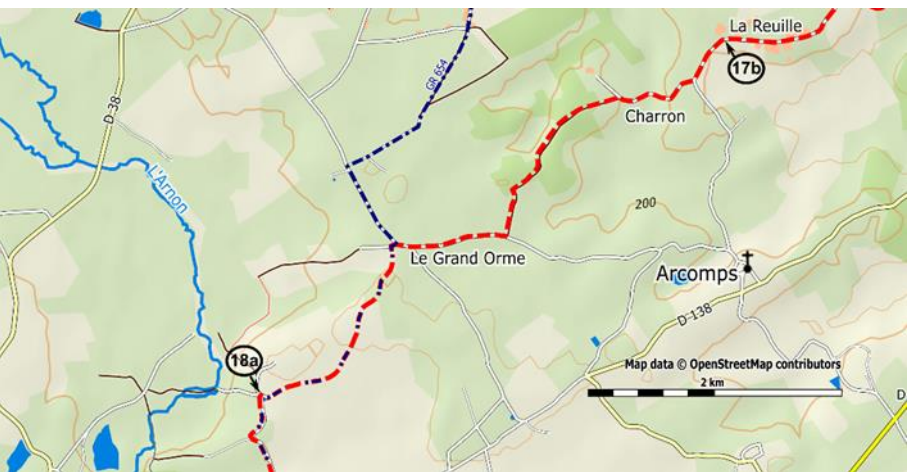 La Reuille
17b
GR 654
D 38
Charron
L'Arnon
200
Le Grand Orme
Arcomps
D 138
18a
Map data © OpenStreetMap contributors
2 km
D